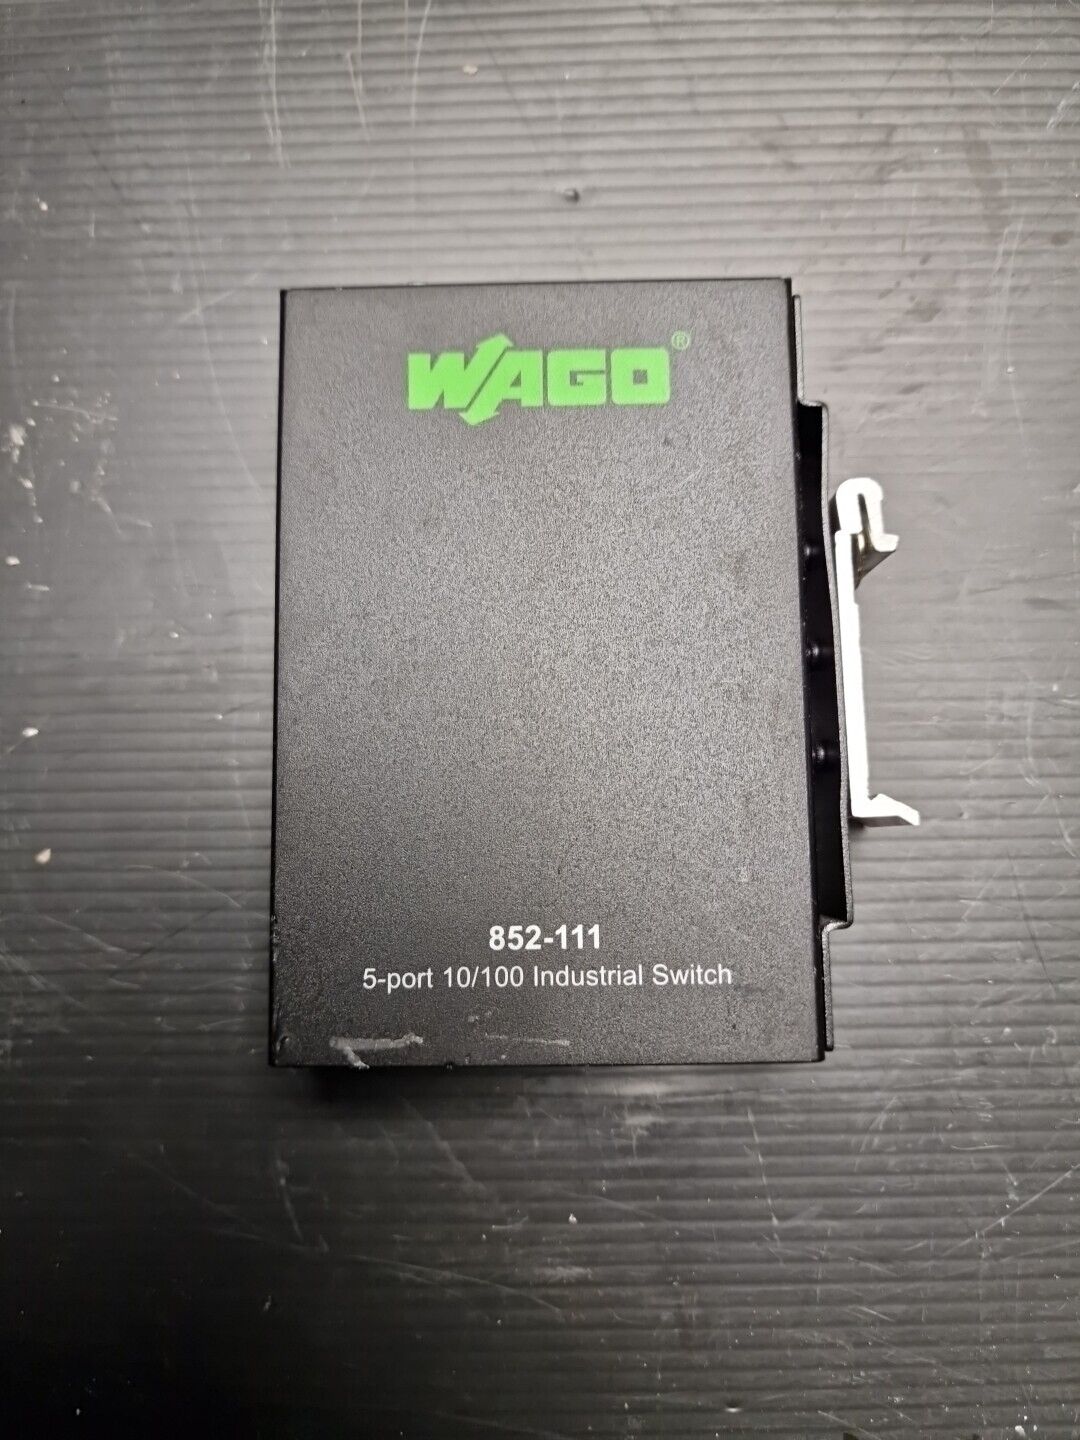 WAGO®
852-111
5-port 10/100 Industrial Switch